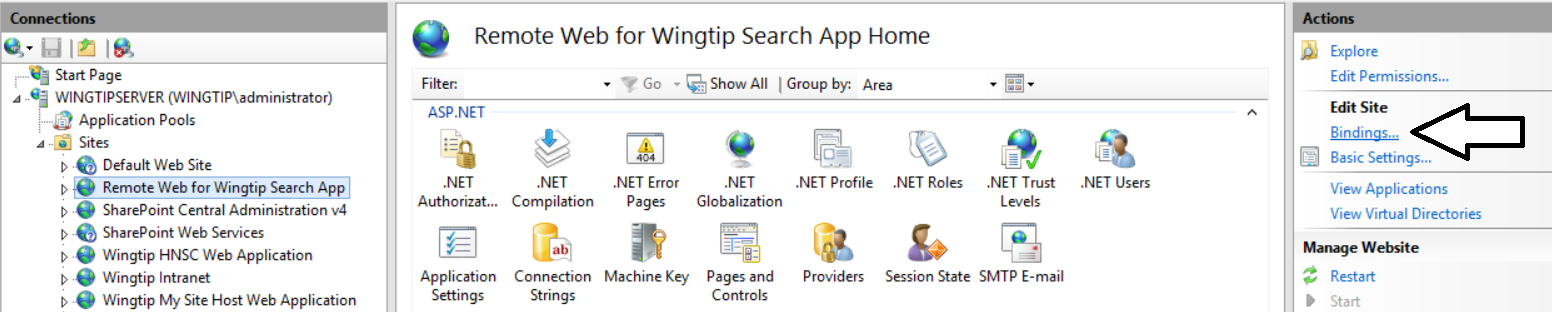 Connections
Start Page
WINGTIPSERVER (WINGTIP\administrator)
Application Pools
Sites
Default Web Site
Remote Web for Wingtip Search App
SharePoint Central Administration v4
SharePoint Web Services
Wingtip HNSC Web Application
Wingtip Intranet
Wingtip My Site Host Web Application
Remote Web for Wingtip Search App Home
Filter: Go Show All Group by: Area
ASP.NET
.NET Authorizat...
.NET Compilation
404
.NET Error Pages
.NET Globalization
.NET Profile
.NET Roles
.NET Trust Levels
.NET Users
Application Settings
ab
Connection Strings
Machine Key
Pages and Controls
Providers
Session State
SMTP E-mail
Actions
Explore
Edit Permissions...
Edit Site
Bindings...
Basic Settings...
View Applications
View Virtual Directories
Manage Website
Restart
Start